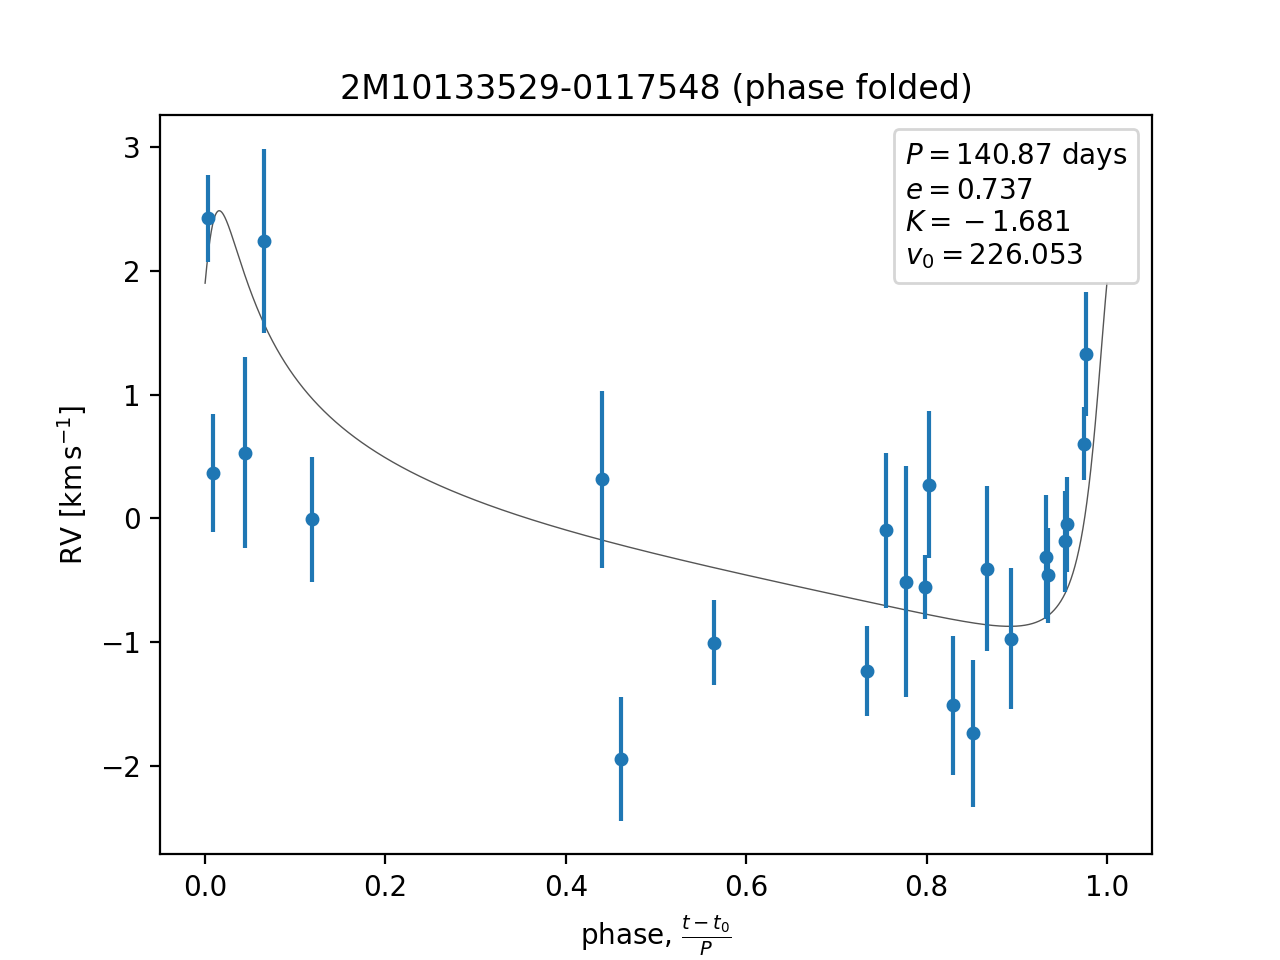 2M10133529-0117548 (phase folded)
P = 140.87 days
e = 0.737
K = −1.681
v₀ = 226.053
3
2
1
0
−1
−2
RV [km s⁻¹]
0.0 0.2 0.4 0.6 0.8 1.0
phase, (t − t₀)/P